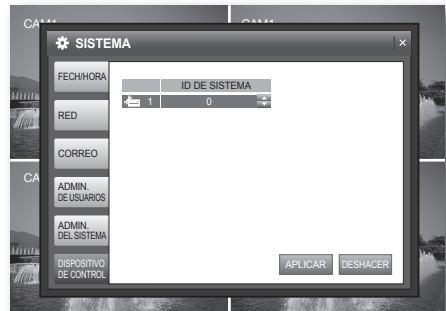 CAM1
CAM1
SISTEMA
×
FECH/HORA
RED
CORREO
ADMIN.
DE USUARIOS
ADMIN.
DEL SISTEMA
DISPOSITIVO
DE CONTROL
ID DE SISTEMA
1 0
APLICAR DESHACER
CA